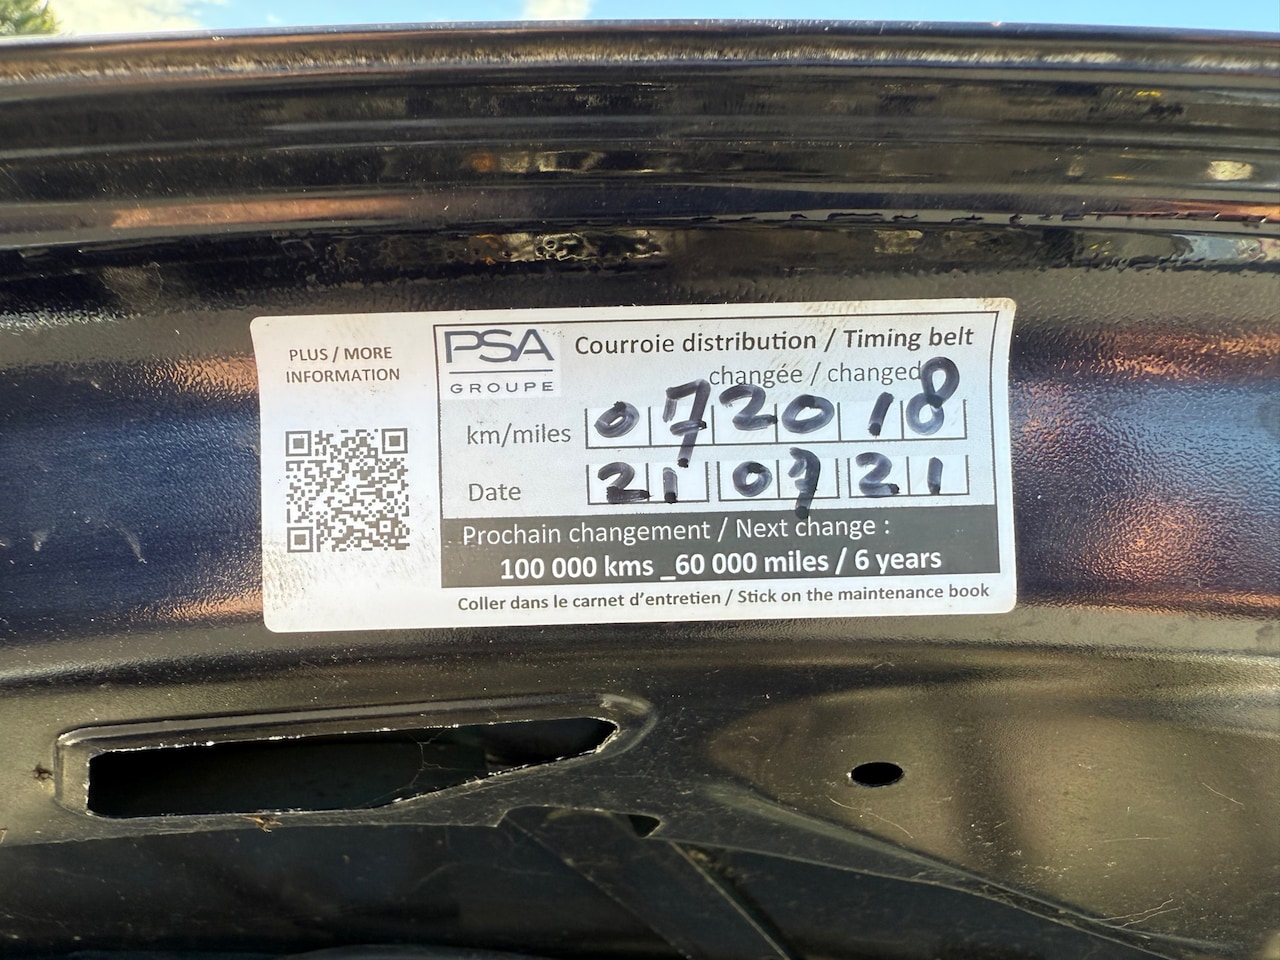 PLUS / MORE
INFORMATION
PSA
GROUPE
Courroie distribution / Timing belt
changée / changed
km/miles 072018
Date 21 07 21
Prochain changement / Next change :
100 000 kms _60 000 miles / 6 years
Coller dans le carnet d’entretien / Stick on the maintenance book